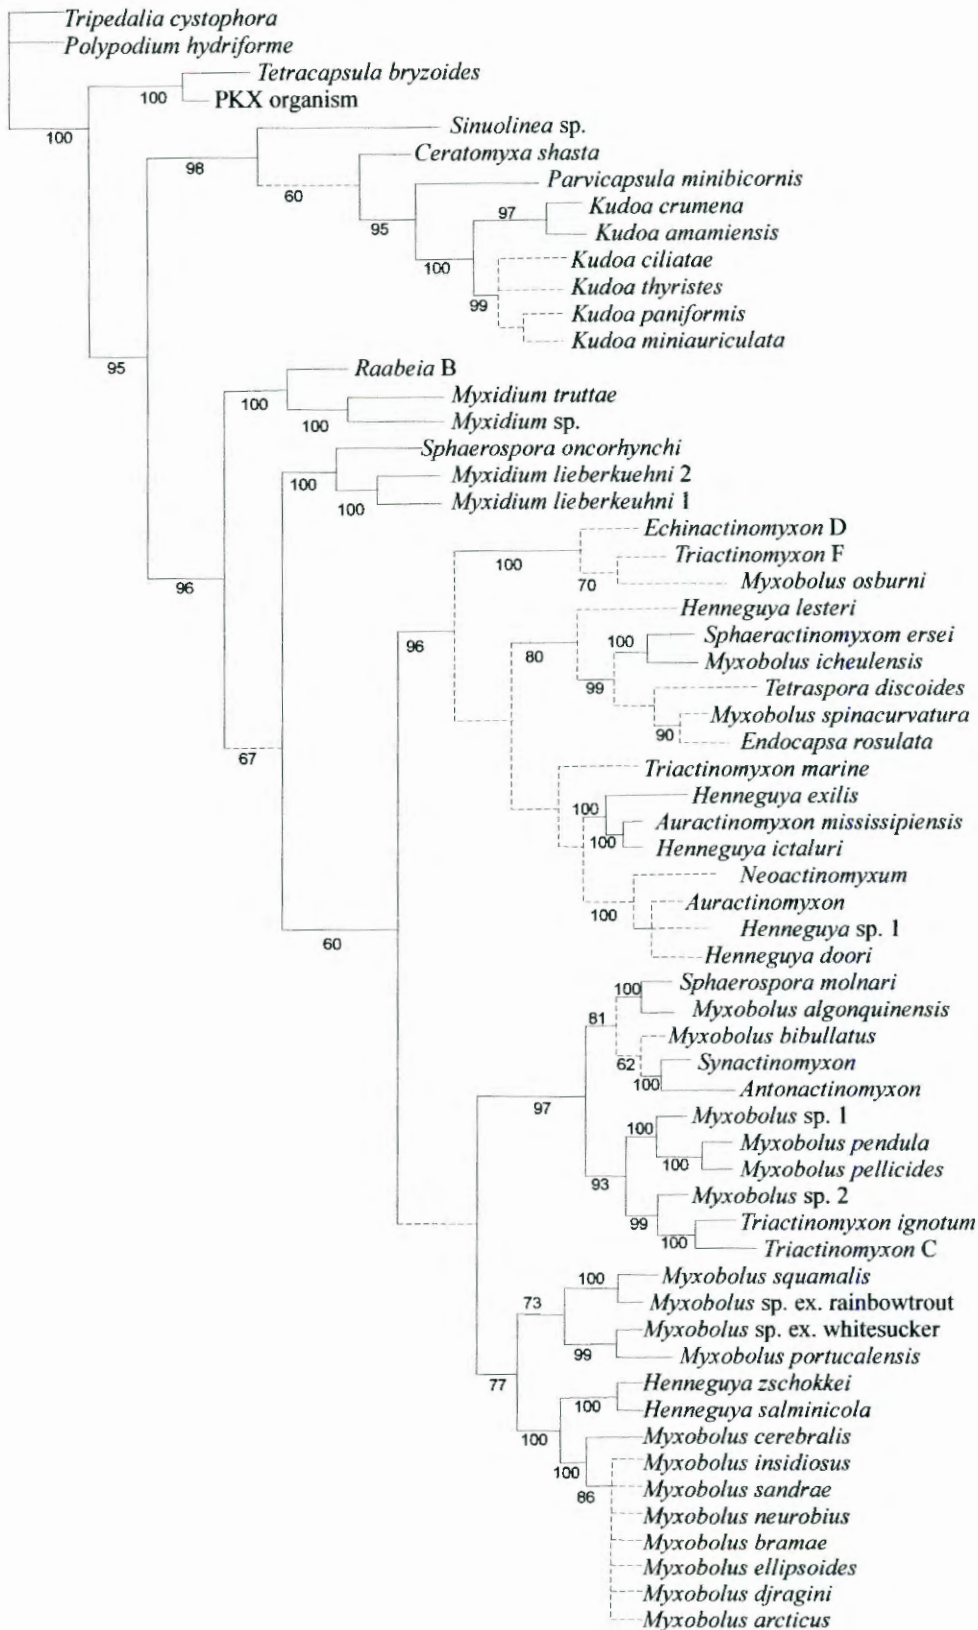 Tripedalia cystophora
Polypodium hydriforme
Tetracapsula bryzoides
100
PKX organism
100
Sinuolinea sp.
98
Ceratomyxa shasta
60
Parvicapsula minibicornis
97
Kudoa crumena
95
Kudoa amamiensis
100
Kudoa ciliatae
Kudoa thyristes
99
Kudoa paniformis
Kudoa miniauriculata
95
Raabeia B
100
Myxidium truttae
100
Myxidium sp.
Sphaerospora oncorhynchi
100
Myxidium lieberkuehni 2
100
Myxidium lieberkeuhni 1
Echinactinomyxon D
100
Triactinomyxon F
70
Myxobolus osburni
96
Henneguya lesteri
96
100
Sphaeractinomyxom ersei
80
Myxobolus icheulensis
99
Tetraspora discoides
Myxobolus spinacurvatura
90
Endocapsa rosulata
67
Triactinomyxon marine
Henneguya exilis
100
Auractinomyxon mississipiensis
100
Henneguya ictaluri
Neoactinomyxum
Auractinomyxon
100
Henneguya sp. 1
60
Henneguya doori
Sphaerospora molnari
100
Myxobolus algonquinensis
81
Myxobolus bibullatus
62
Synactinomyxon
100
Antonactinomyxon
97
Myxobolus sp. 1
100
Myxobolus pendula
100
Myxobolus pellicides
93
Myxobolus sp. 2
99
Triactinomyxon ignotum
100
Triactinomyxon C
Myxobolus squamalis
100
Myxobolus sp. ex. rainbowtrout
73
Myxobolus sp. ex. whitesucker
99
Myxobolus portucalensis
77
Henneguya zschokkei
100
Henneguya salminicola
100
Myxobolus cerebralis
100
Myxobolus insidiosus
86
Myxobolus sandrae
Myxobolus neurobius
Myxobolus bramae
Myxobolus ellipsoides
Myxobolus djragini
Myxobolus arcticus